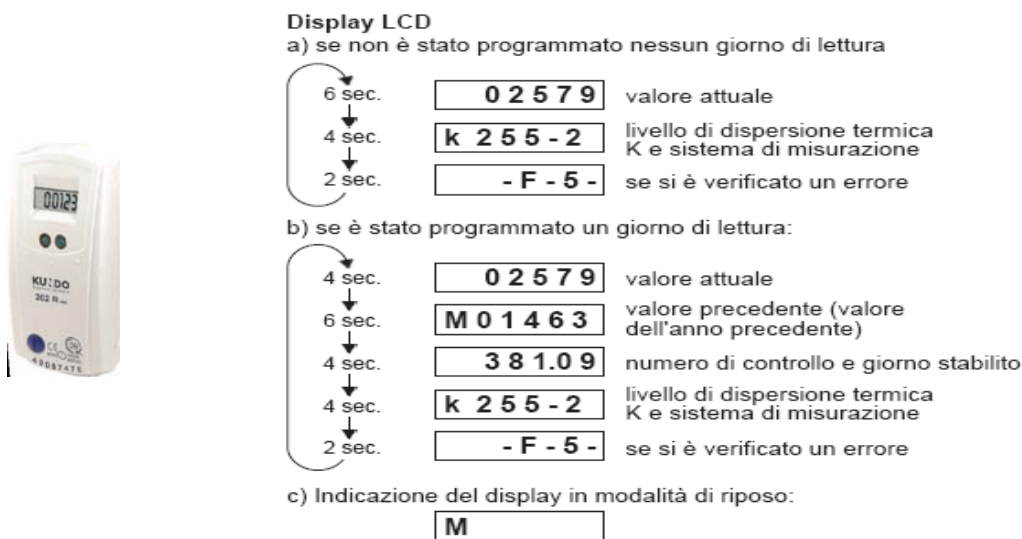 Display LCD
a) se non è stato programmato nessun giorno di lettura
6 sec. 02579 valore attuale
4 sec. k 255-2 livello di dispersione termica
K e sistema di misurazione
2 sec. -F-5- se si è verificato un errore
b) se è stato programmato un giorno di lettura:
4 sec. 02579 valore attuale
6 sec. M01463 valore precedente (valore
dell'anno precedente)
4 sec. 381.09 numero di controllo e giorno stabilito
4 sec. k 255-2 livello di dispersione termica
K e sistema di misurazione
2 sec. -F-5- se si è verificato un errore
c) Indicazione del display in modalità di riposo:
M
00123
KUNDO
202 R
CE